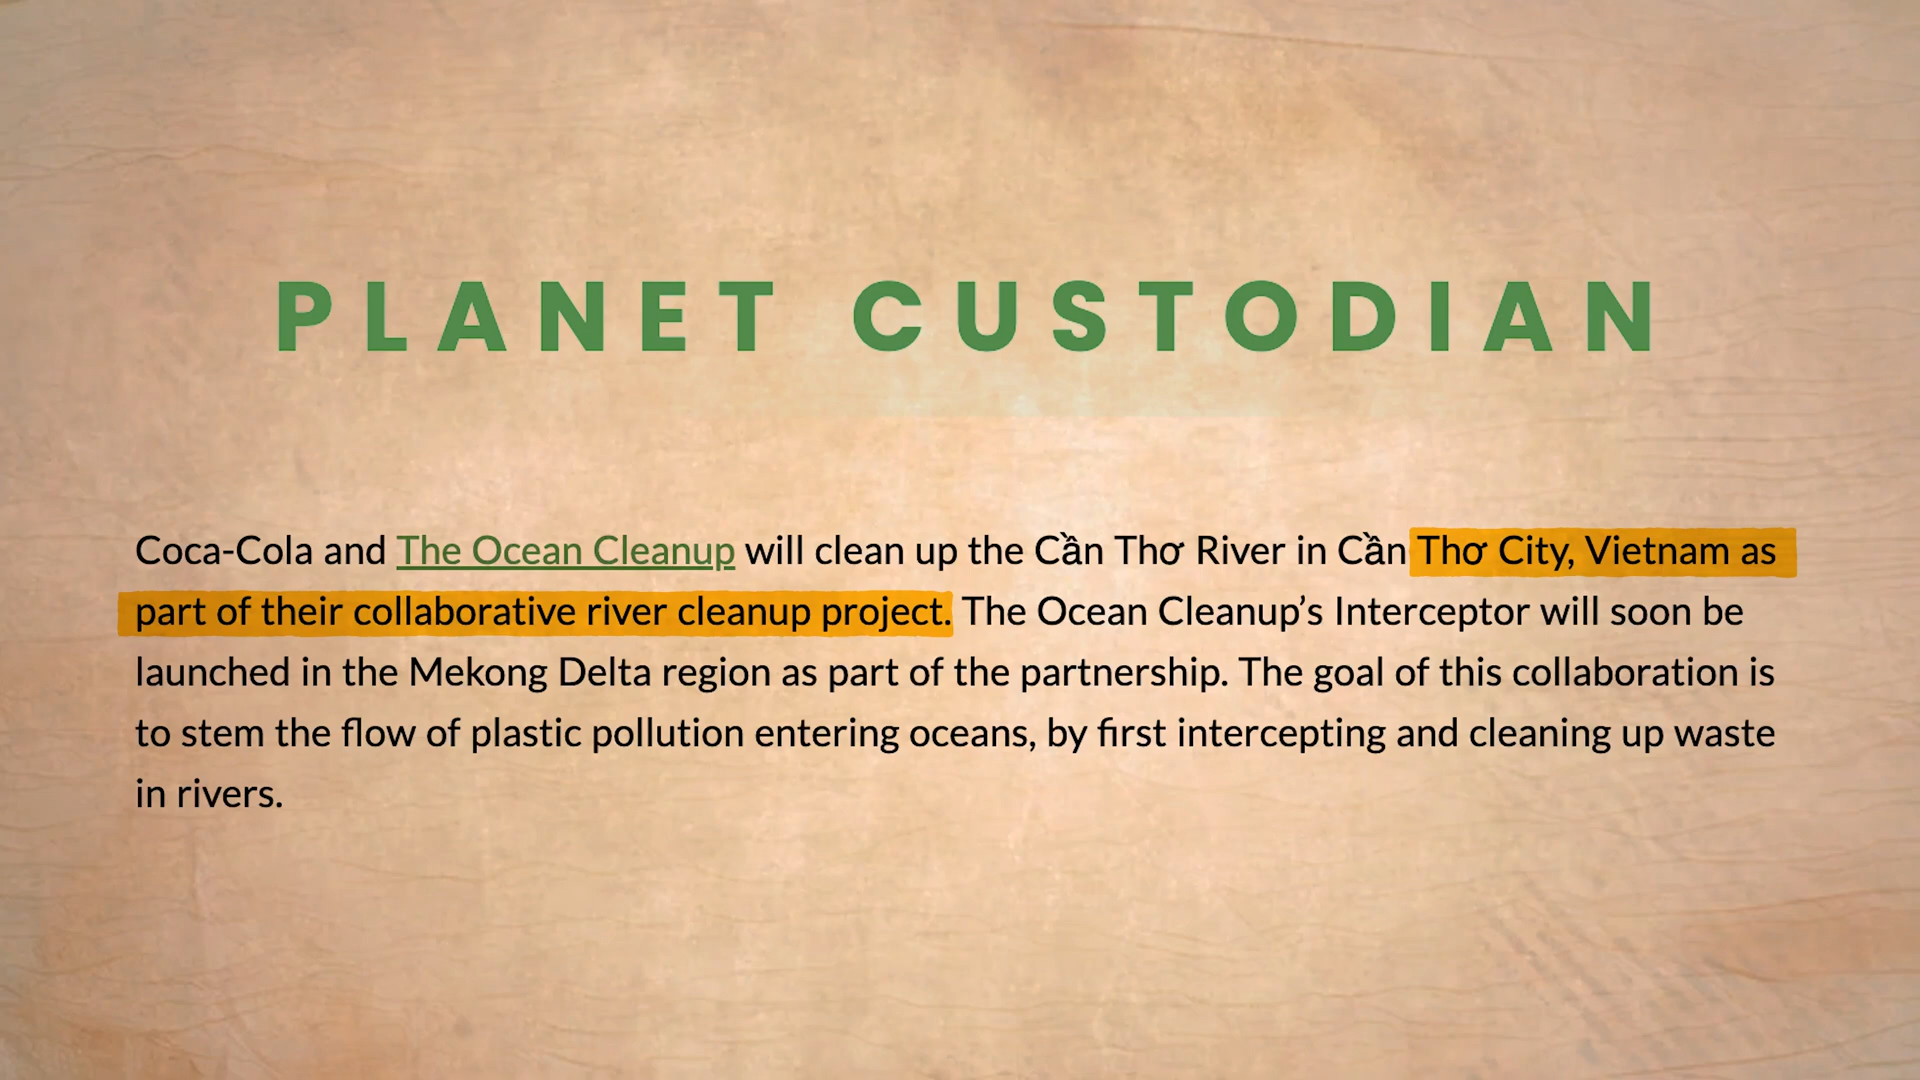 PLANET CUSTODIAN
Coca-Cola and The Ocean Cleanup will clean up the Cần Thơ River in Cần Thơ City, Vietnam as
part of their collaborative river cleanup project. The Ocean Cleanup’s Interceptor will soon be
launched in the Mekong Delta region as part of the partnership. The goal of this collaboration is
to stem the flow of plastic pollution entering oceans, by first intercepting and cleaning up waste
in rivers.